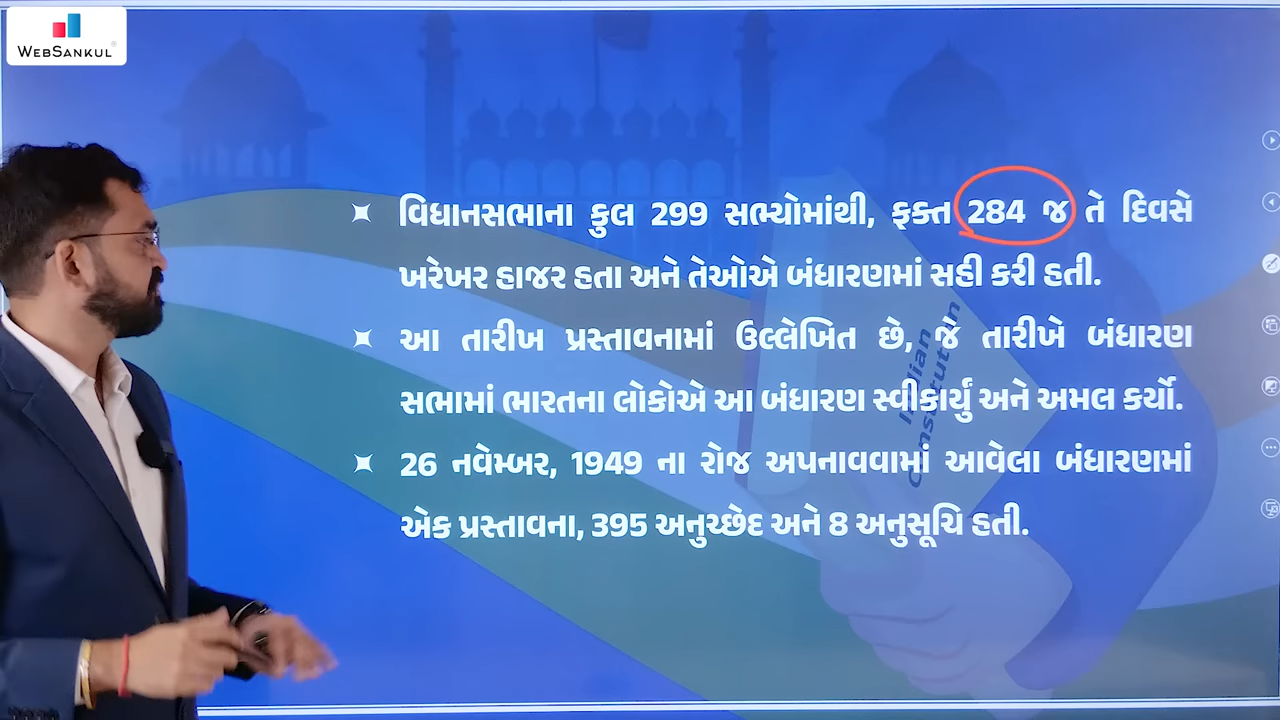 WEBSANKUL
વિધાનસભાના કુલ 299 સભ્યોમાંથી, ફક્ત 284 જ તે દિવસે
ખરેખર હાજર હતા અને તેઓએ બંધારણમાં સહી કરી હતી.
આ તારીખ પ્રસ્તાવનામાં ઉલ્લેખિત છે, જે તારીખે બંધારણ
સભામાં ભારતના લોકોએ આ બંધારણ સ્વીકાર્યું અને અમલ કર્યો.
26 નવેમ્બર, 1949 ના રોજ અપનાવવામાં આવેલા બંધારણમાં
એક પ્રસ્તાવના, 395 અનુચ્છેદ અને 8 અનુસૂચિ હતી.
Indian
Constitution